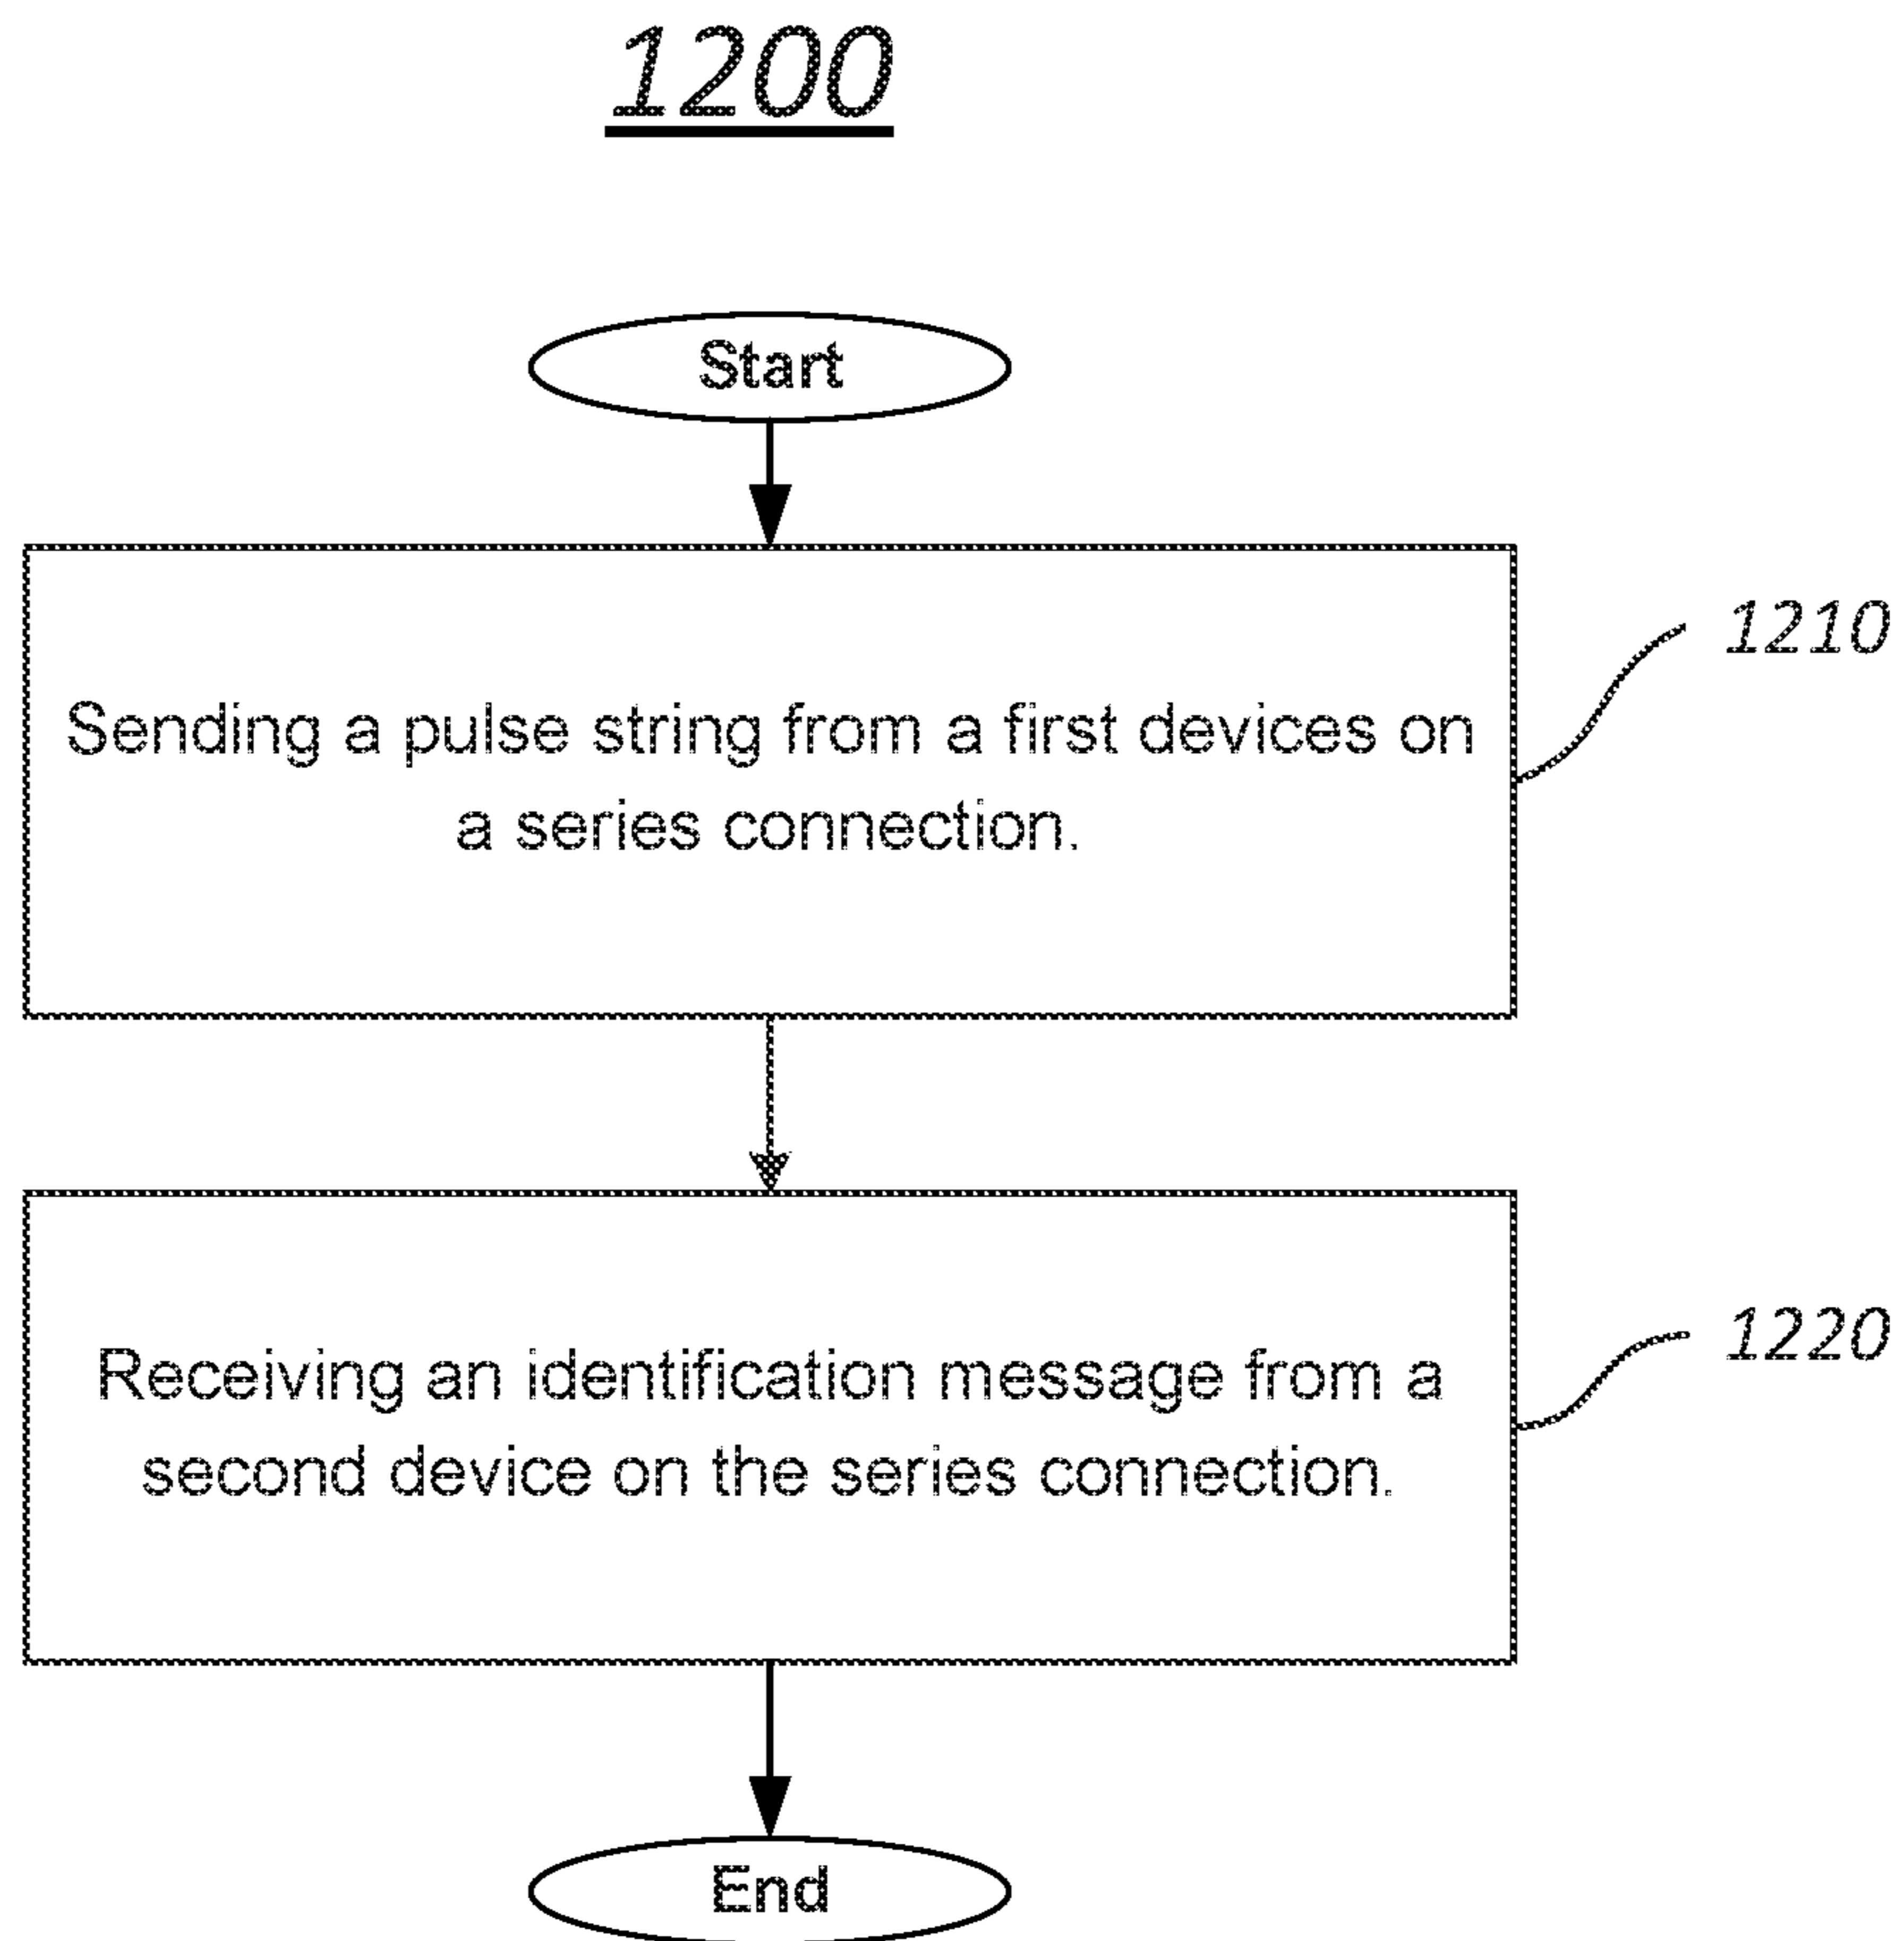 1200
Start
Sending a pulse string from a first devices on
a series connection.
1210
Receiving an identification message from a
second device on the series connection.
1220
End